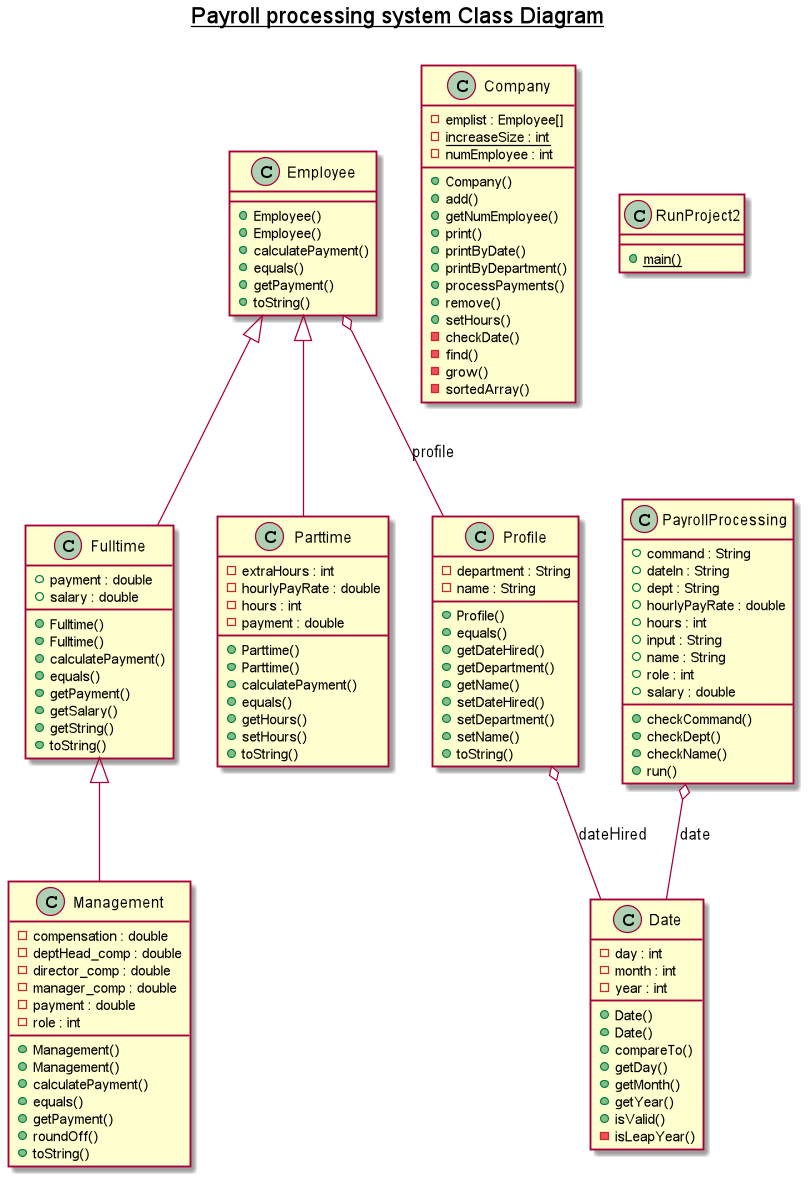 Payroll processing system Class Diagram
C Company
emplist : Employee[]
increaseSize : int
numEmployee : int
Company()
add()
getNumEmployee()
print()
printByDate()
printByDepartment()
processPayments()
remove()
setHours()
checkDate()
find()
grow()
sortedArray()
C Employee
Employee()
Employee()
calculatePayment()
equals()
getPayment()
toString()
C RunProject2
main()
profile
C Fulltime
payment : double
salary : double
Fulltime()
Fulltime()
calculatePayment()
equals()
getPayment()
getSalary()
getString()
toString()
C Parttime
extraHours : int
hourlyPayRate : double
hours : int
payment : double
Parttime()
Parttime()
calculatePayment()
equals()
getHours()
setHours()
toString()
C Profile
department : String
name : String
Profile()
equals()
getDateHired()
getDepartment()
getName()
setDateHired()
setDepartment()
setName()
toString()
C PayrollProcessing
command : String
dateIn : String
dept : String
hourlyPayRate : double
hours : int
input : String
name : String
role : int
salary : double
checkCommand()
checkDept()
checkName()
run()
dateHired
date
C Management
compensation : double
deptHead_comp : double
director_comp : double
manager_comp : double
payment : double
role : int
Management()
Management()
calculatePayment()
equals()
getPayment()
roundOff()
toString()
C Date
day : int
month : int
year : int
Date()
Date()
compareTo()
getDay()
getMonth()
getYear()
isValid()
isLeapYear()